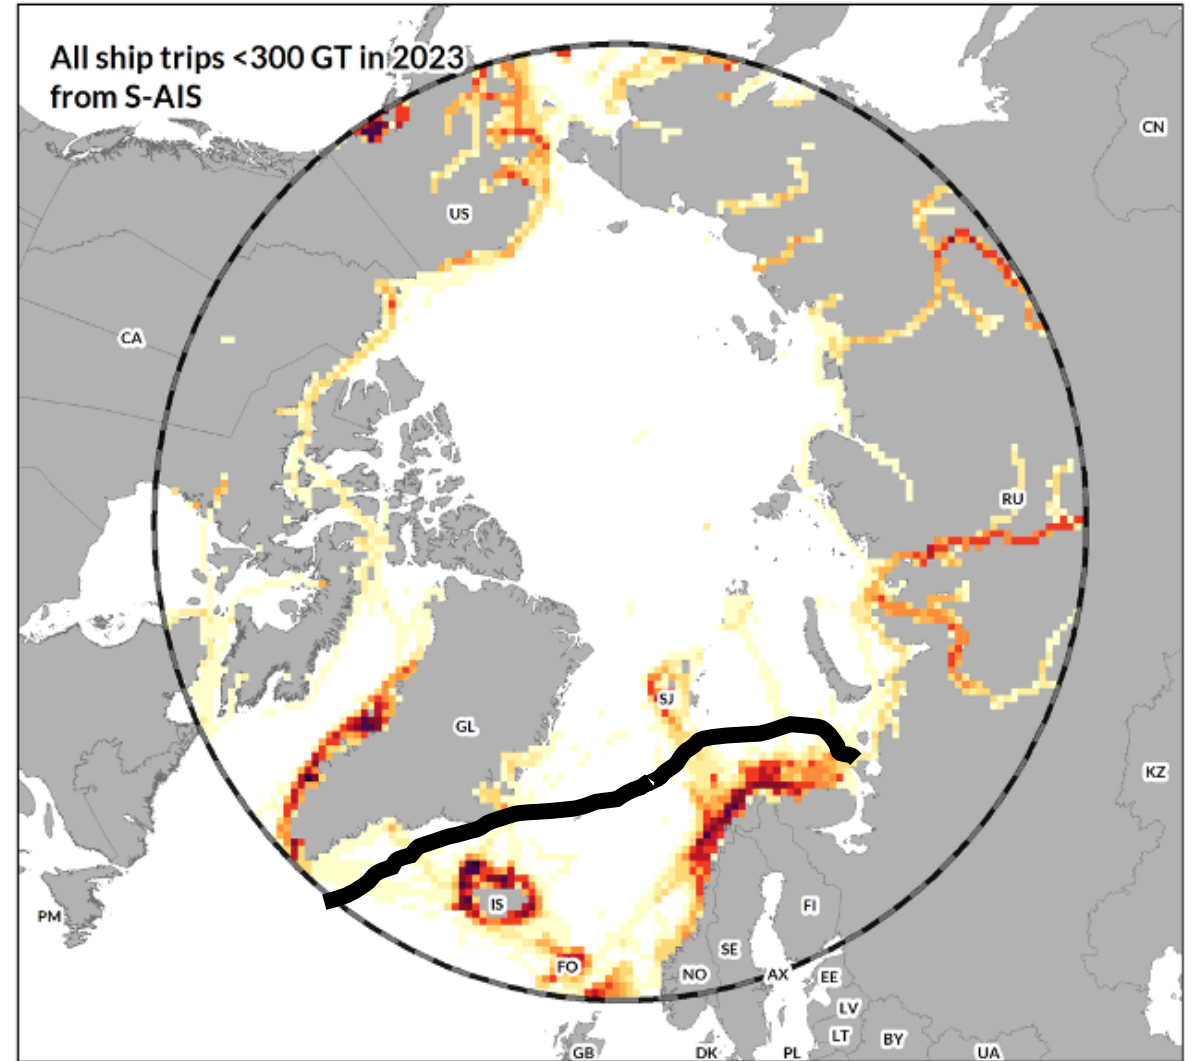 All ship trips <300 GT in 2023
from S-AIS
CN
US
CA
RU
SJ
GL
KZ
PM
IS
FI
SE
FO
NO
AX
EE
LV
LT
BY
GB
DK
PL
UA